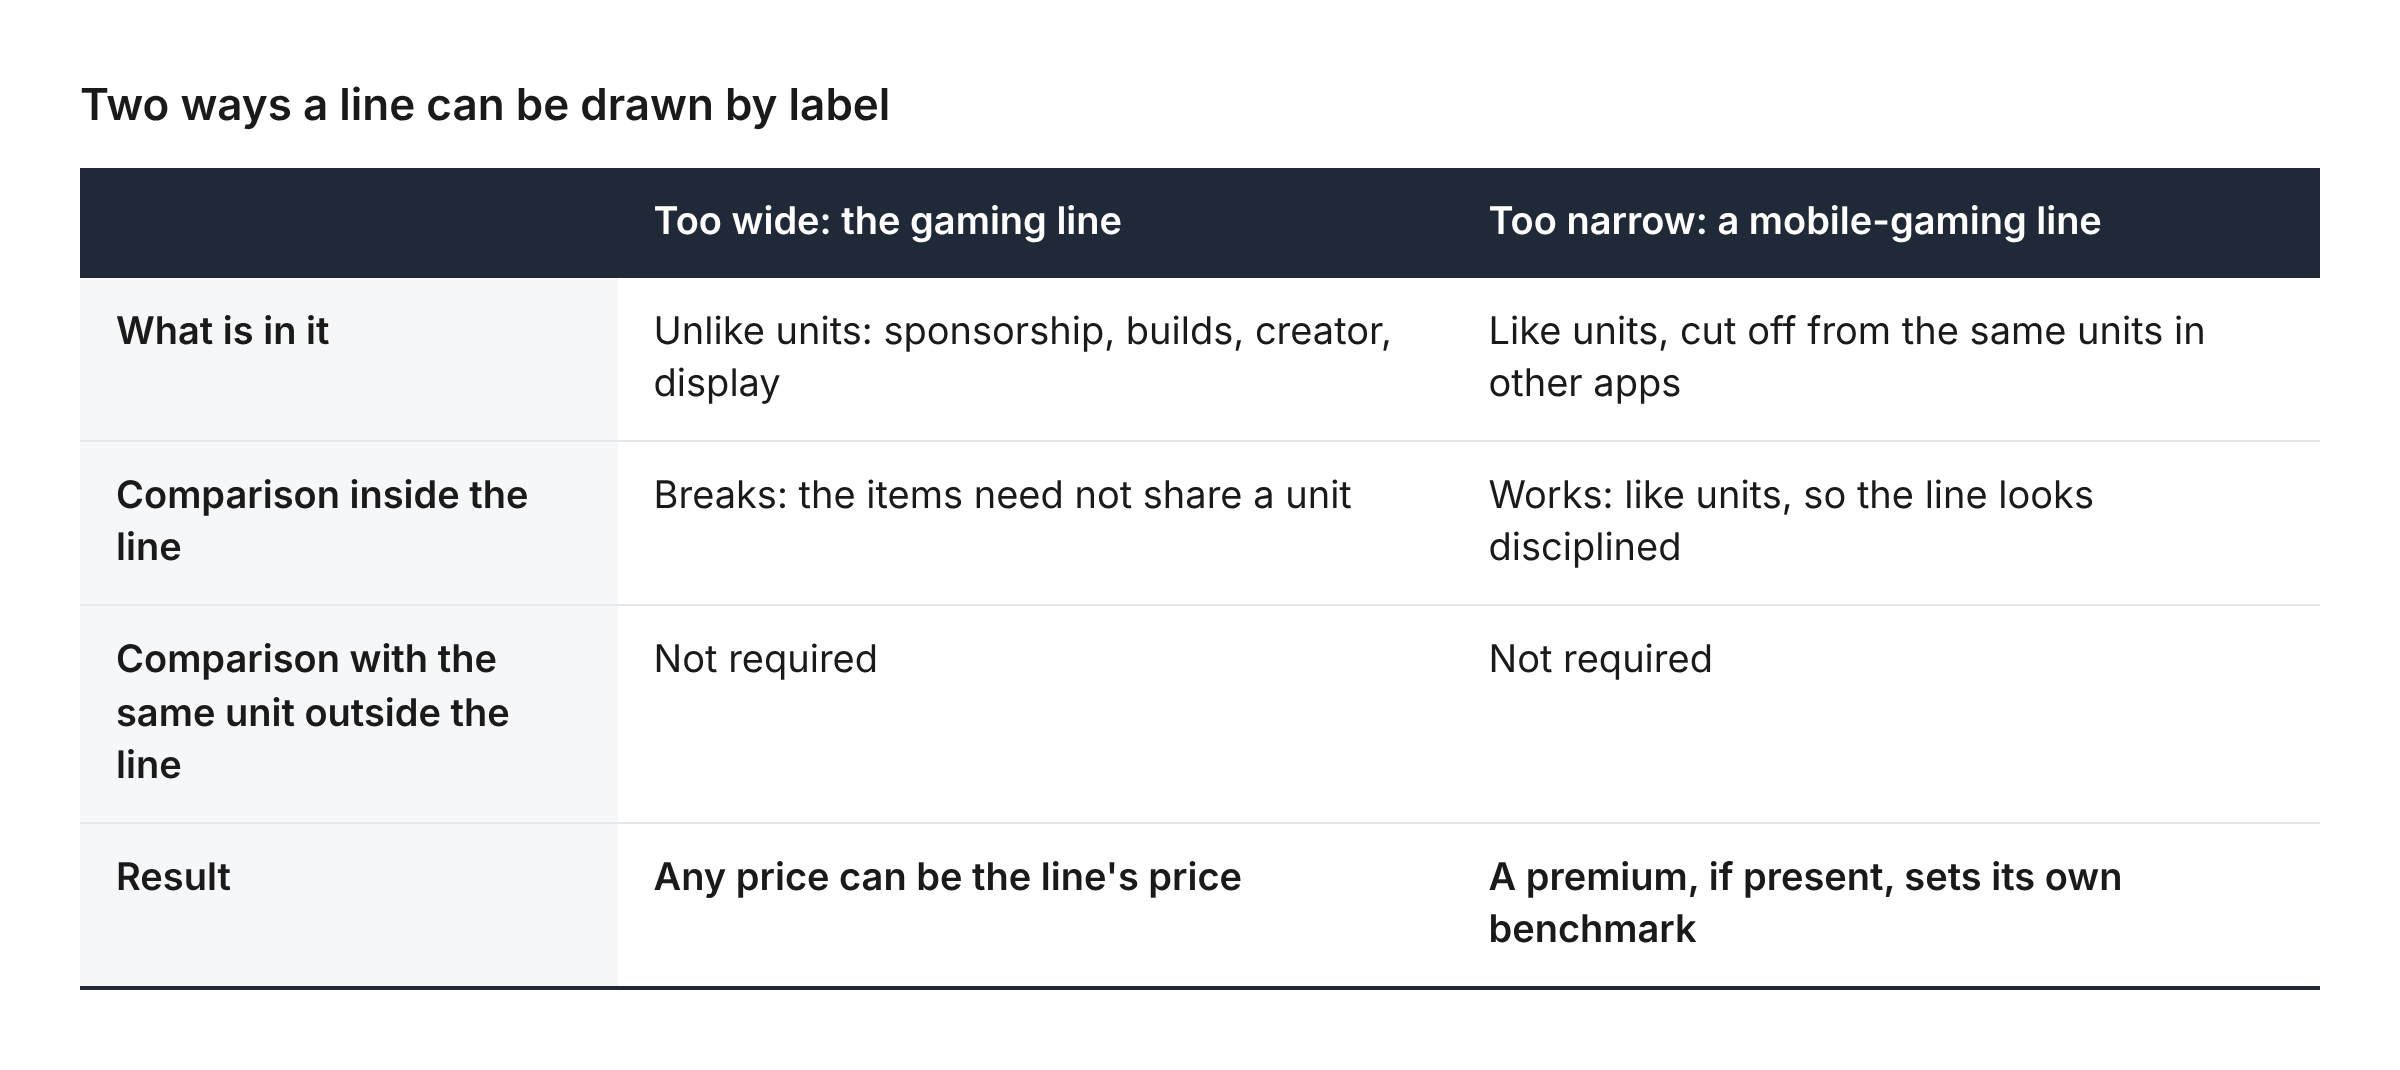 Two ways a line can be drawn by label
Too wide: the gaming line
Too narrow: a mobile-gaming line
What is in it
Unlike units: sponsorship, builds, creator,
display
Like units, cut off from the same units in
other apps
Comparison inside the
line
Breaks: the items need not share a unit
Works: like units, so the line looks
disciplined
Comparison with the
same unit outside the
line
Not required
Not required
Result
Any price can be the line's price
A premium, if present, sets its own
benchmark